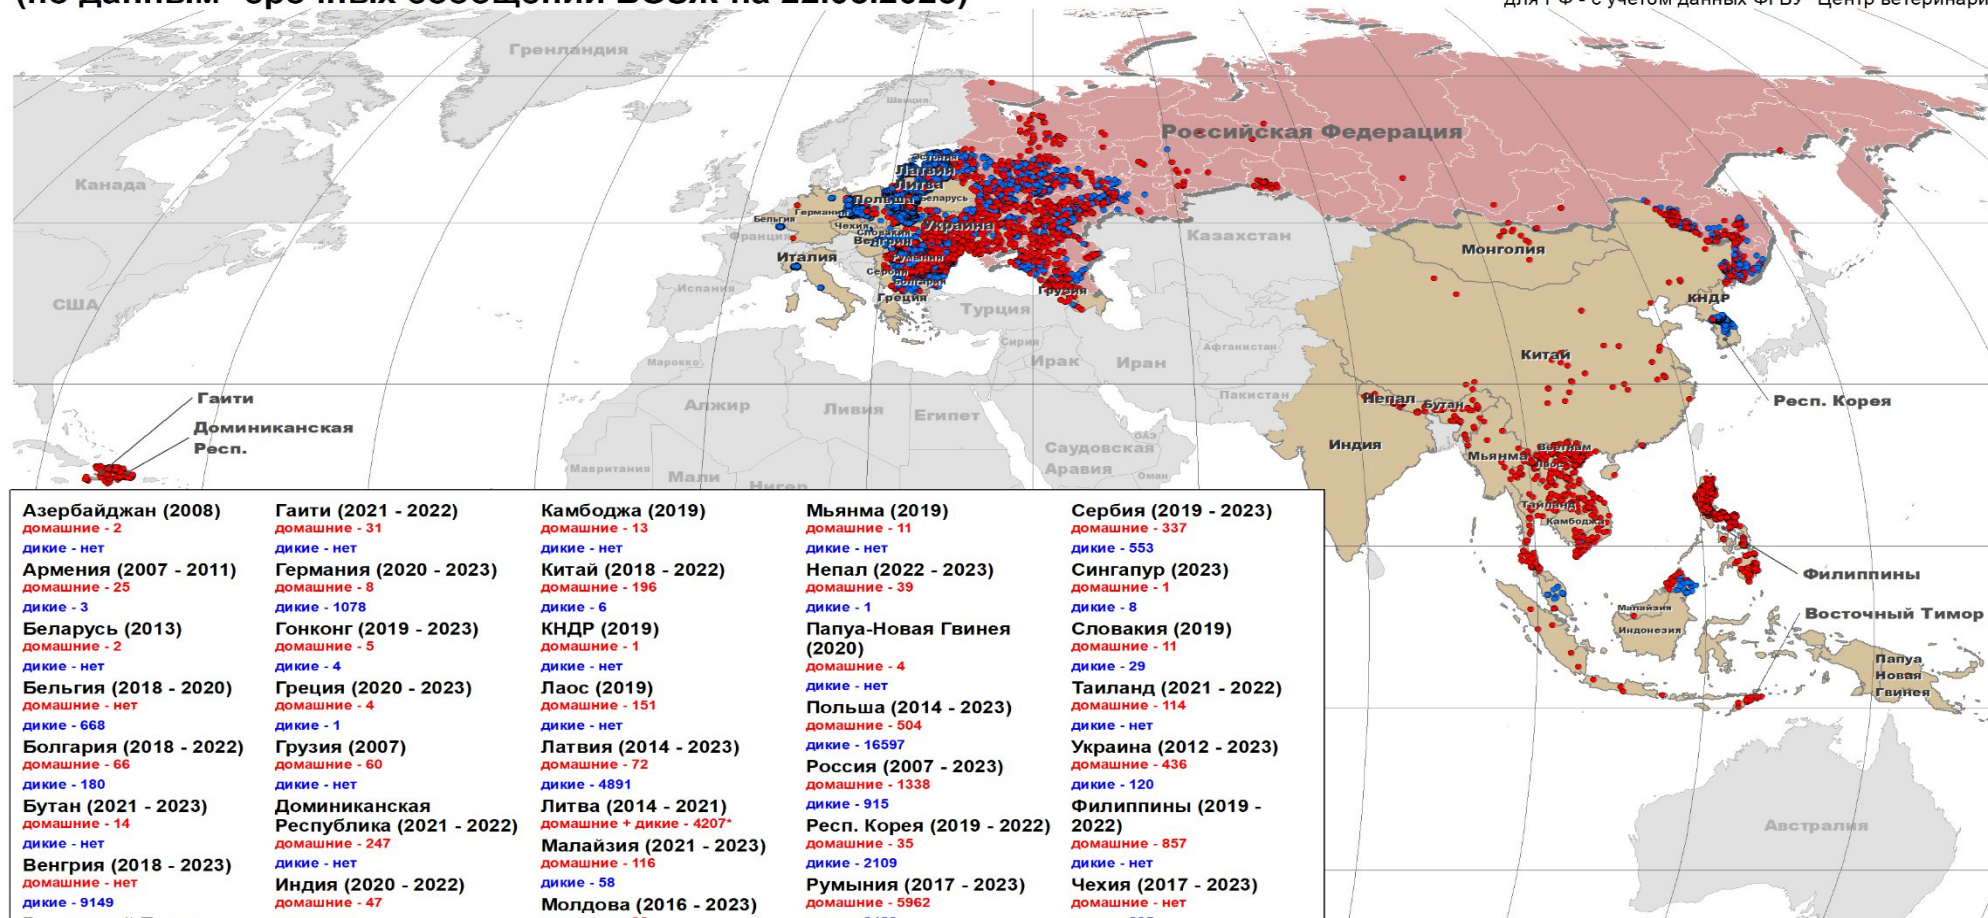 Гренландия
Швеция
Российская Федерация
Эстония
Латвия
Литва
Канада
Польша
Беларусь
Бельгия
Германия
Чехия
Украина
Словакия
Франция
Венгрия
Казахстан
Монголия
Италия
Румыния
Сербия
Болгария
Испания
Греция
Грузия
КНДР
США
Турция
Сирия
Ирак
Иран
Афганистан
Китай
Марокко
Пакистан
Непал
Бутан
Респ. Корея
Гаити
Алжир
Ливия
Египет
Доминиканская
Респ.
ОАЭ
Саудовская
Аравия
Индия
Вьетнам
Мьянма
Лаос
Мавритания
Мали
Нигер
Оман
Таиланд
Камбоджа
Филиппины
Малайзия
Восточный Тимор
Индонезия
Папуа
Новая
Гвинея
Австралия
Азербайджан (2008)
домашние - 2
дикие - нет
Армения (2007 - 2011)
домашние - 25
дикие - 3
Беларусь (2013)
домашние - 2
дикие - нет
Бельгия (2018 - 2020)
домашние - нет
дикие - 668
Болгария (2018 - 2022)
домашние - 66
дикие - 180
Бутан (2021 - 2023)
домашние - 14
дикие - нет
Венгрия (2018 - 2023)
домашние - нет
дикие - 9149
Гаити (2021 - 2022)
домашние - 31
дикие - нет
Германия (2020 - 2023)
домашние - 8
дикие - 1078
Гонконг (2019 - 2023)
домашние - 5
дикие - 4
Греция (2020 - 2023)
домашние - 4
дикие - 1
Грузия (2007)
домашние - 60
дикие - нет
Доминиканская
Республика (2021 - 2022)
домашние - 247
дикие - нет
Индия (2020 - 2022)
домашние - 47
Камбоджа (2019)
домашние - 13
дикие - нет
Китай (2018 - 2022)
домашние - 196
дикие - 6
КНДР (2019)
домашние - 1
дикие - нет
Лаос (2019)
домашние - 151
дикие - нет
Латвия (2014 - 2023)
домашние - 72
дикие - 4891
Литва (2014 - 2021)
домашние + дикие - 4207*
Малайзия (2021 - 2023)
домашние - 116
дикие - 58
Молдова (2016 - 2023)
Мьянма (2019)
домашние - 11
дикие - нет
Непал (2022 - 2023)
домашние - 39
дикие - 1
Папуа-Новая Гвинея
(2020)
домашние - 4
дикие - нет
Польша (2014 - 2023)
домашние - 504
дикие - 16597
Россия (2007 - 2023)
домашние - 1338
дикие - 915
Респ. Корея (2019 - 2022)
домашние - 35
дикие - 2109
Румыния (2017 - 2023)
домашние - 5962
Сербия (2019 - 2023)
домашние - 337
дикие - 553
Сингапур (2023)
домашние - 1
дикие - 8
Словакия (2019)
домашние - 11
дикие - 29
Таиланд (2021 - 2022)
домашние - 114
дикие - нет
Украина (2012 - 2023)
домашние - 436
дикие - 120
Филиппины (2019 -
2022)
домашние - 857
дикие - нет
Чехия (2017 - 2023)
домашние - нет